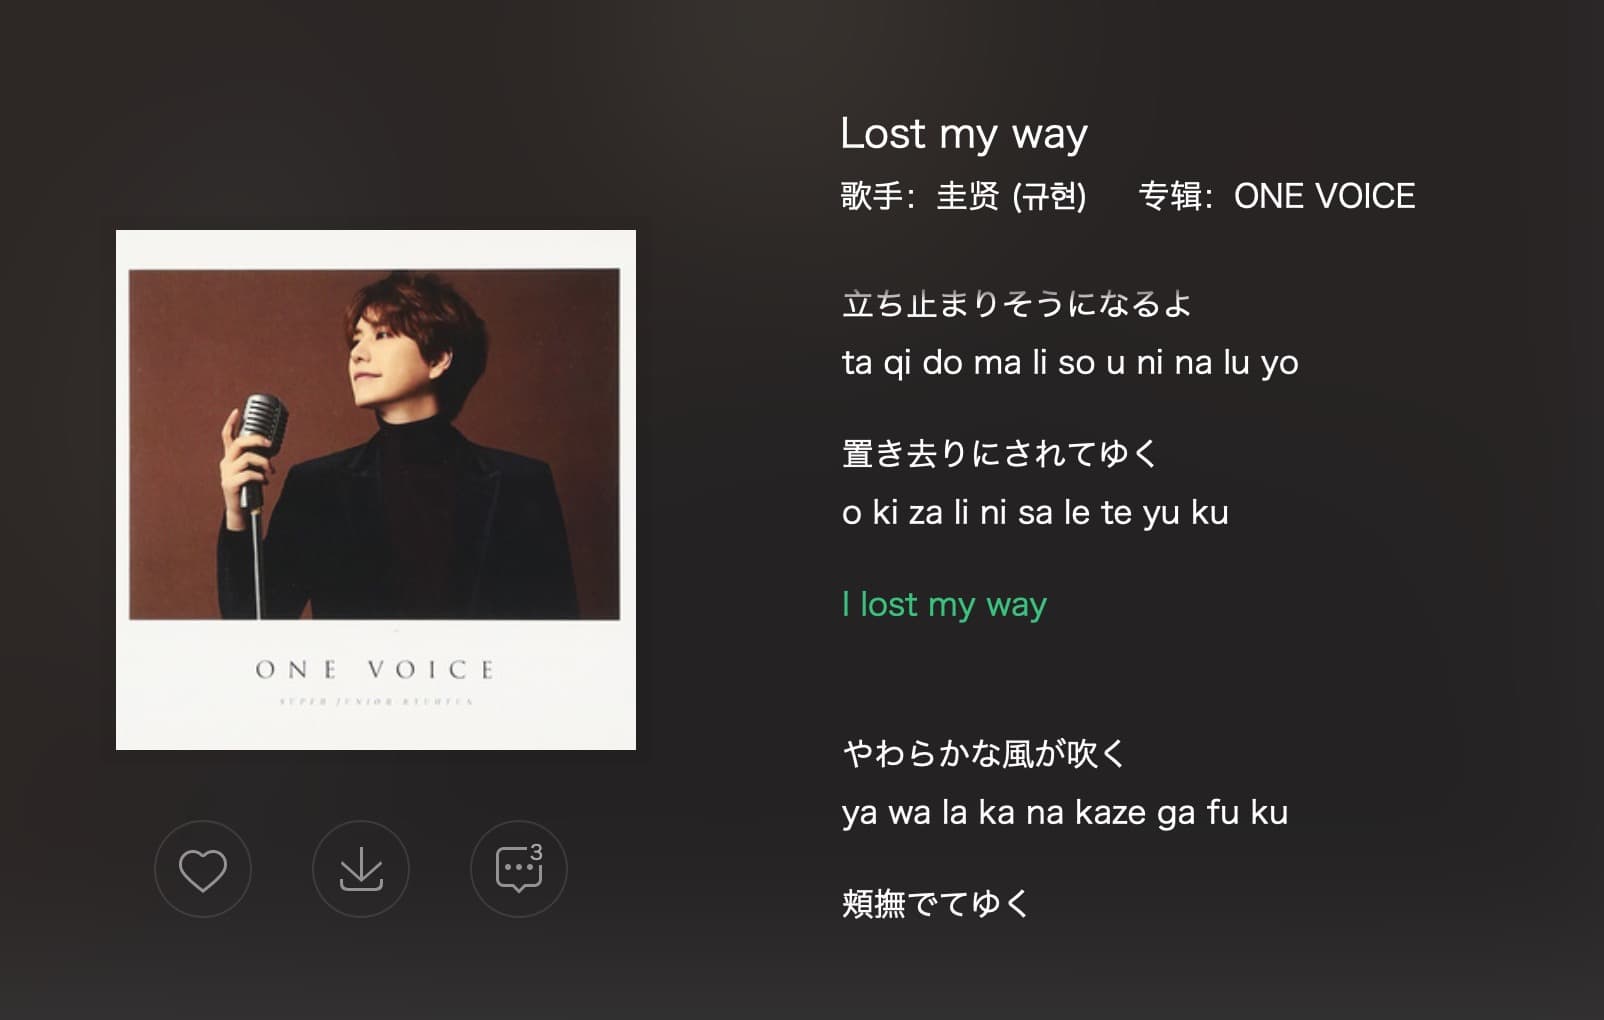 Lost my way
歌手：圭贤 (규현) 专辑：ONE VOICE
立ち止まりそうになるよ
ta qi do ma li so u ni na lu yo
置き去りにされてゆく
o ki za li ni sa le te yu ku
I lost my way
やわらかな風が吹く
ya wa la ka na kaze ga fu ku
頬撫でてゆく
ONE VOICE
SUPER JUNIOR-KYUHYUN
3